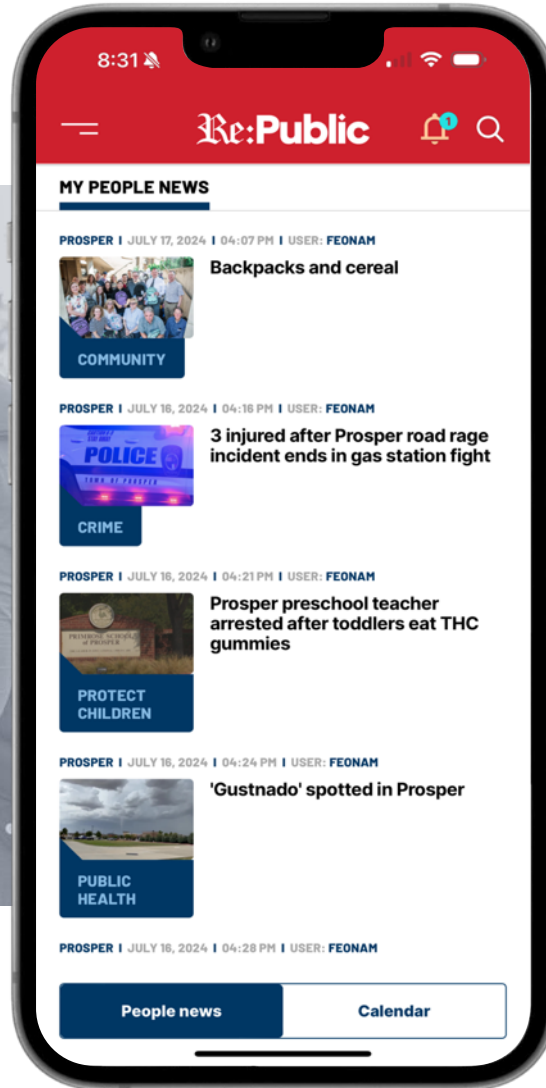 8:31
Re:Public
1
MY PEOPLE NEWS
PROSPER I JULY 17, 2024 I 04:07 PM I USER: FEONAM
Backpacks and cereal
COMMUNITY
PROSPER I JULY 16, 2024 I 04:16 PM I USER: FEONAM
3 injured after Prosper road rage
incident ends in gas station fight
POLICE
TOWN OF PROSPER
CRIME
PROSPER I JULY 16, 2024 I 04:21 PM I USER: FEONAM
Prosper preschool teacher
arrested after toddlers eat THC
gummies
PRIMROSE SCHOOL
of PROSPER
PROTECT
CHILDREN
PROSPER I JULY 16, 2024 I 04:24 PM I USER: FEONAM
'Gustnado' spotted in Prosper
PUBLIC
HEALTH
PROSPER I JULY 16, 2024 I 04:28 PM I USER: FEONAM
People news
Calendar